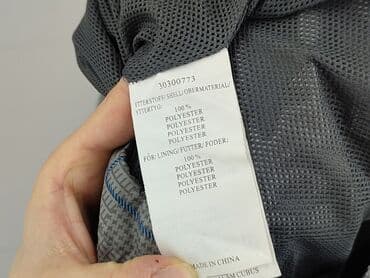 30300773
YTTERSTOFF/SHELL/OBERMATERIAL/
YTTERTYG:
100 %
POLYESTER
POLYESTER
POLYESTER
POLYESTER
FÔR/LINING/FUTTER/FODER:
100 %
POLYESTER
POLYESTER
POLYESTER
POLYESTER
MADE IN CHINA
CUBUS